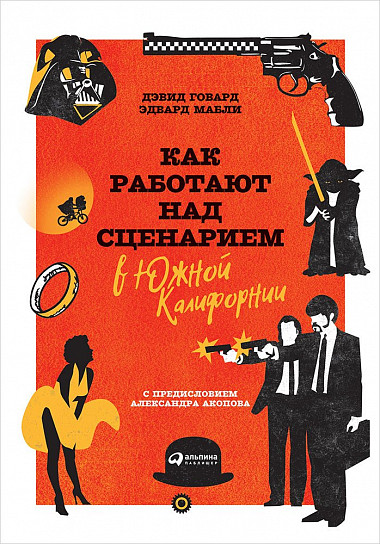 ДЭВИД ГОВАРД
ЭДВАРД МАБЛИ
КАК
РАБОТАЮТ
НАД
СЦЕНАРИЕМ
в Южной
Калифорнии
С ПРЕДИСЛОВИЕМ
АЛЕКСАНДРА АКОПОВА
альпина
ПАБЛИШЕР